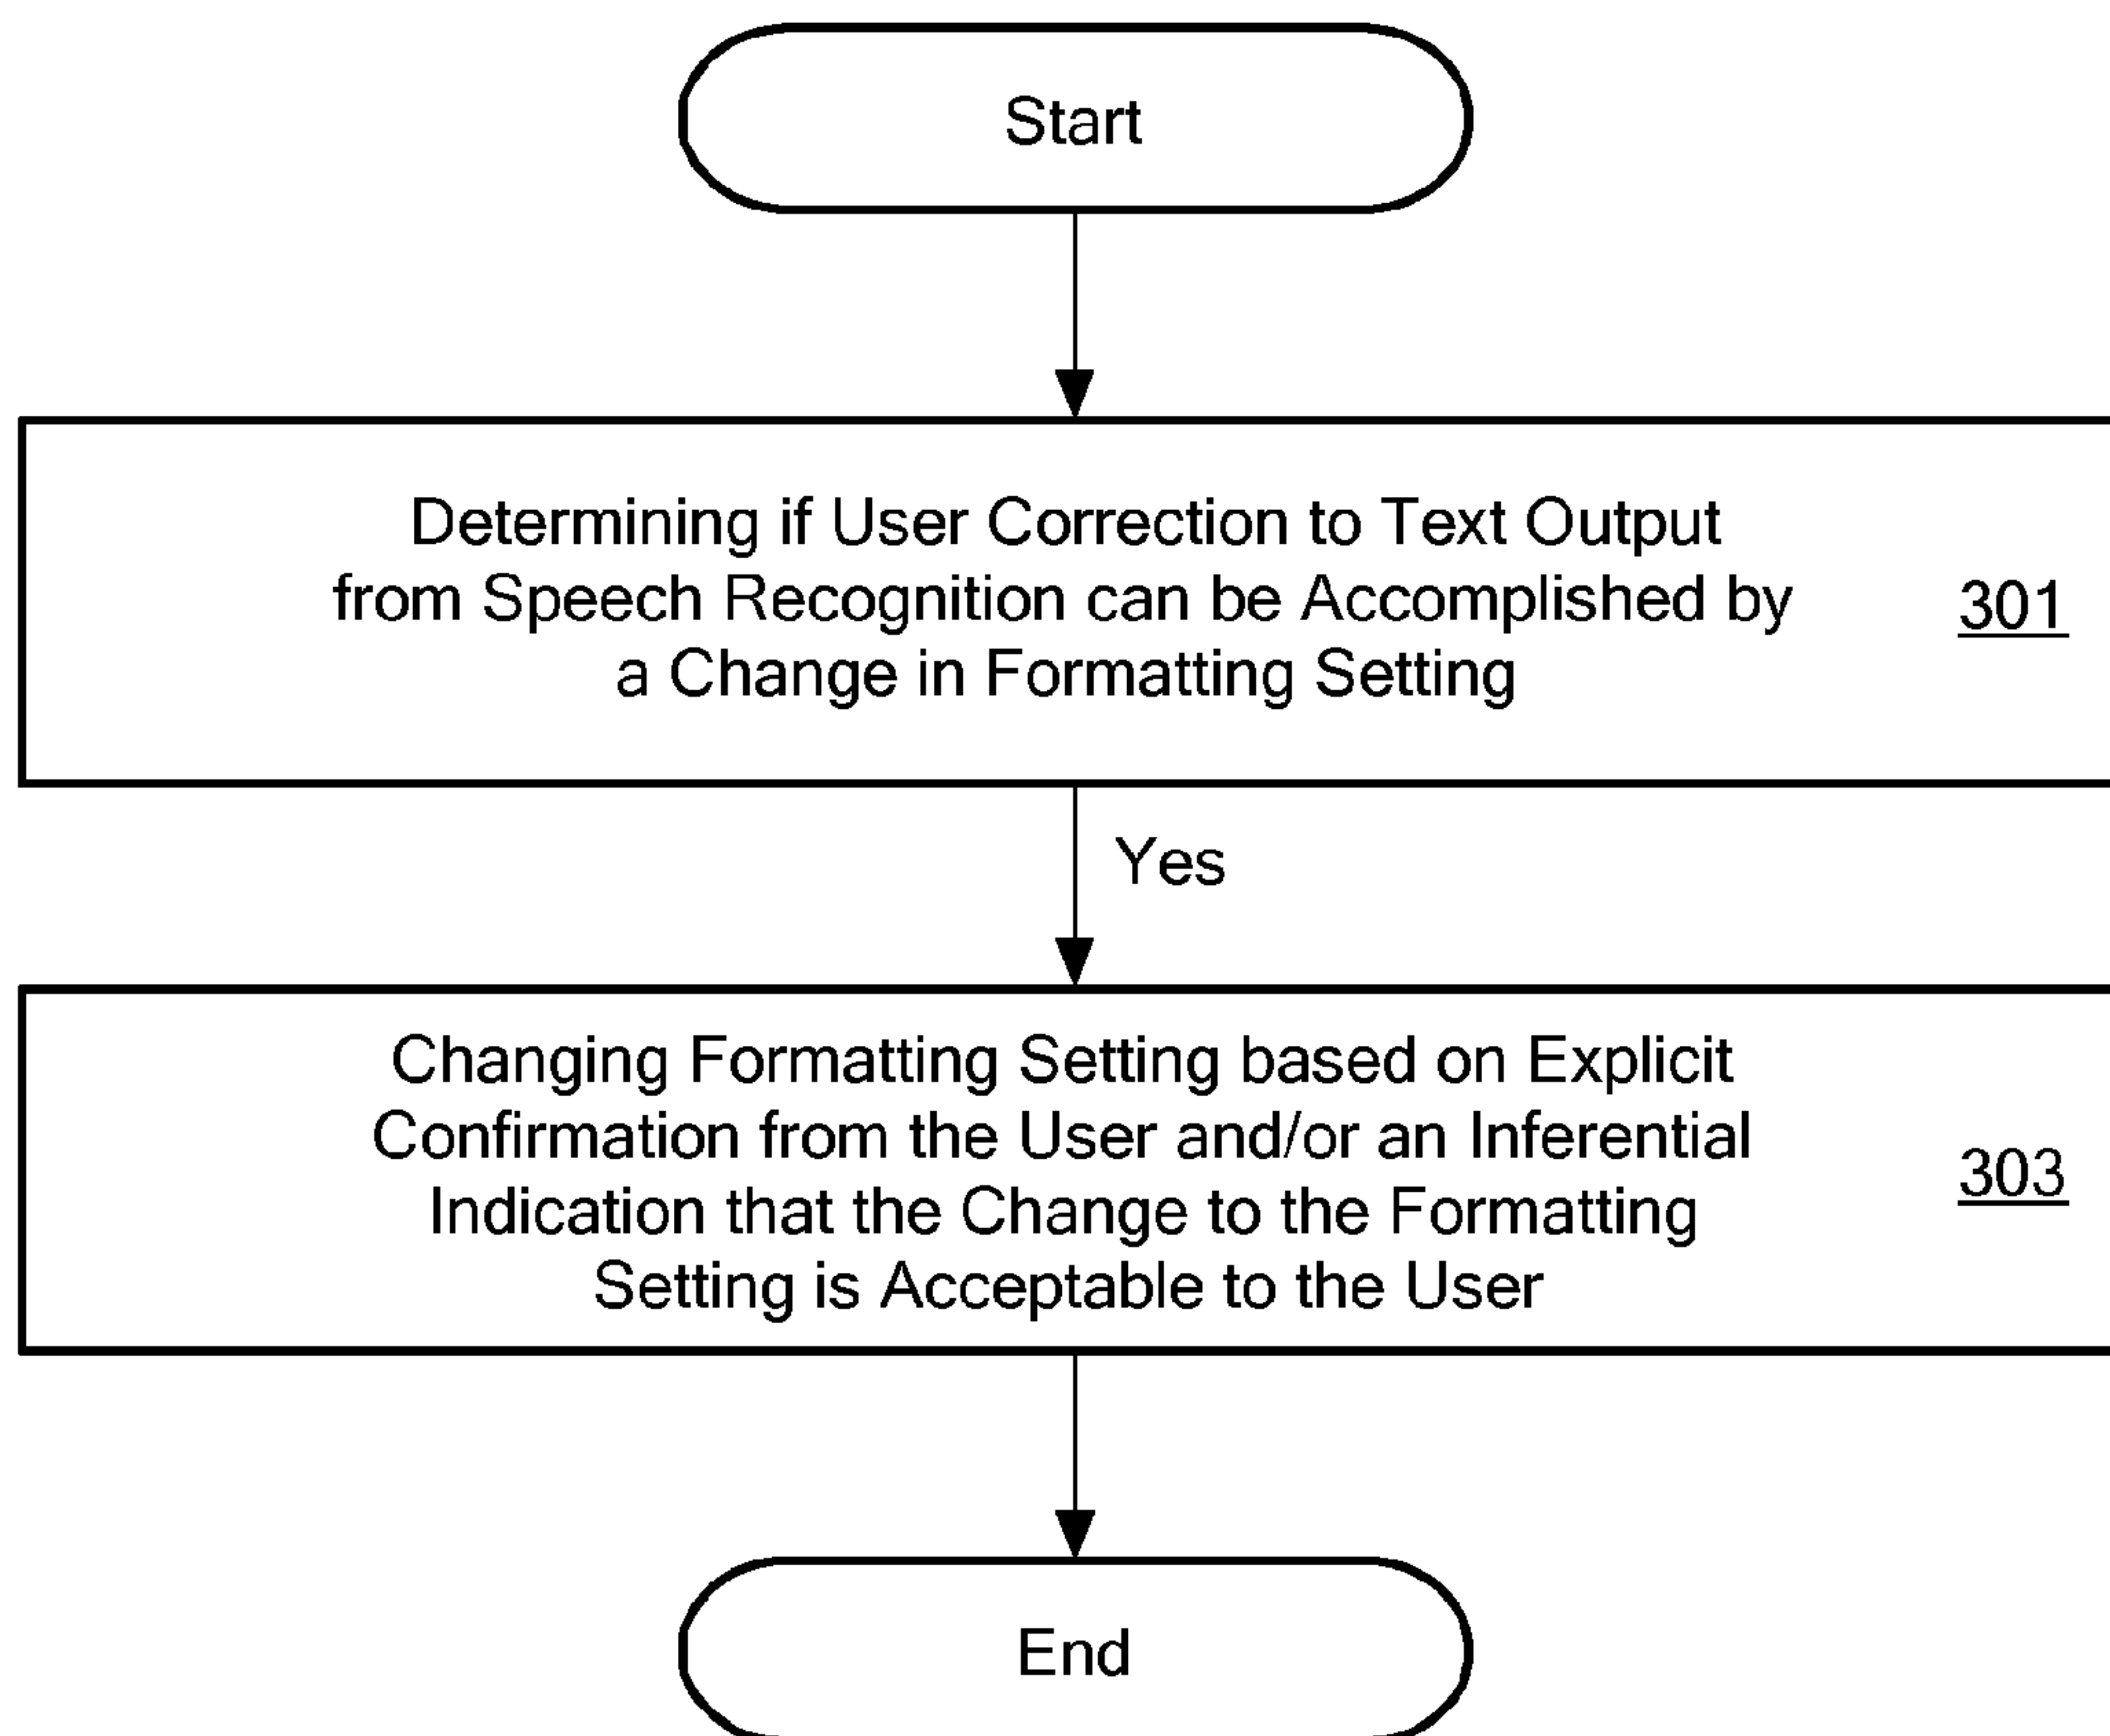 Start
Determining if User Correction to Text Output
from Speech Recognition can be Accomplished by
a Change in Formatting Setting
301
Yes
Changing Formatting Setting based on Explicit
Confirmation from the User and/or an Inferential
Indication that the Change to the Formatting
Setting is Acceptable to the User
303
End